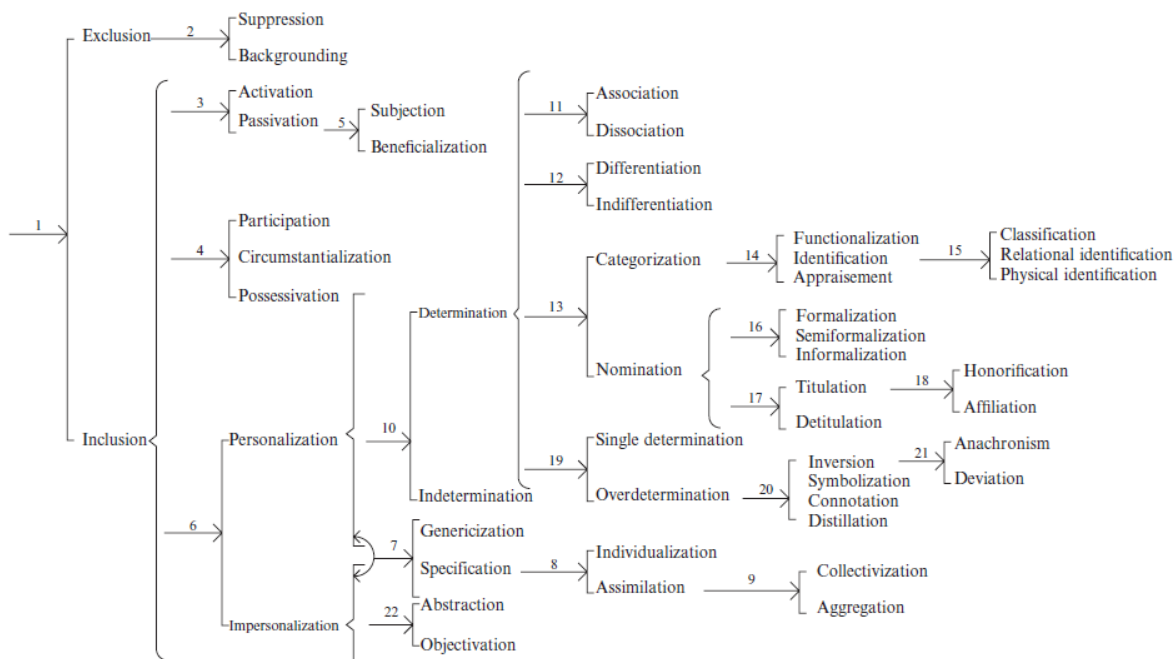 Suppression
Exclusion 2
Backgrounding
Activation
3
Passivation 5 Subjection
Beneficialization
11 Association
Dissociation
12 Differentiation
Indifferentiation
1
Participation
4 Circumstantialization
Possessivation
Determination
13 Categorization 14 Functionalization 15 Classification
Identification Relational identification
Appraisement Physical identification
Nomination
16 Formalization
Semiformalization
Informalization
17 Titulation 18 Honorification
Detitulation Affiliation
Inclusion
Personalization 10
Indetermination
19 Single determination
Overdetermination 20 Inversion 21 Anachronism
Symbolization Deviation
Connotation
Distillation
6
7 Genericization
Specification 8 Individualization
Assimilation 9 Collectivization
Aggregation
Impersonalization 22 Abstraction
Objectivation